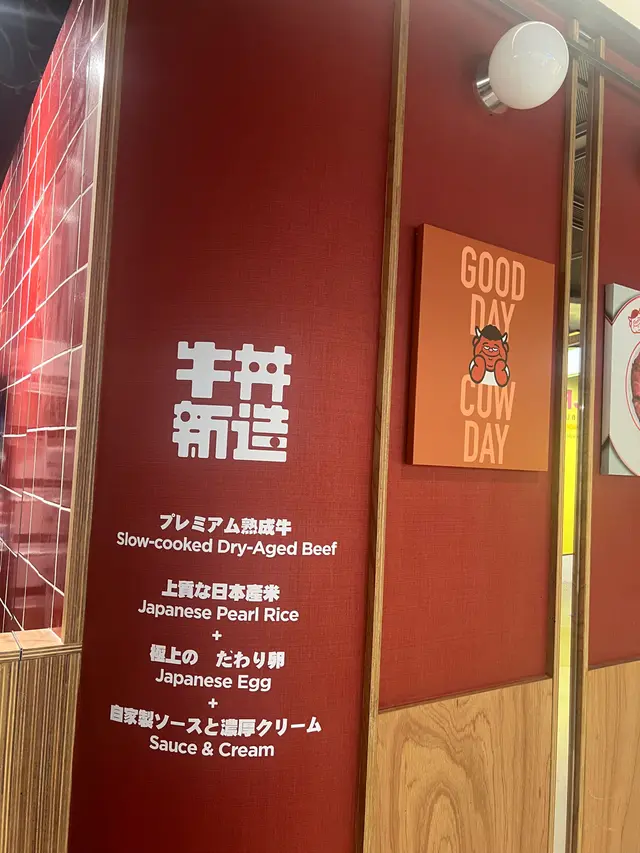 牛丼
新造
プレミアム熟成牛
Slow-cooked Dry-Aged Beef
上質な日本産米
Japanese Pearl Rice
+
極上の だわり卵
Japanese Egg
+
自家製ソースと濃厚クリーム
Sauce & Cream
GOOD
DAY
COW
DAY